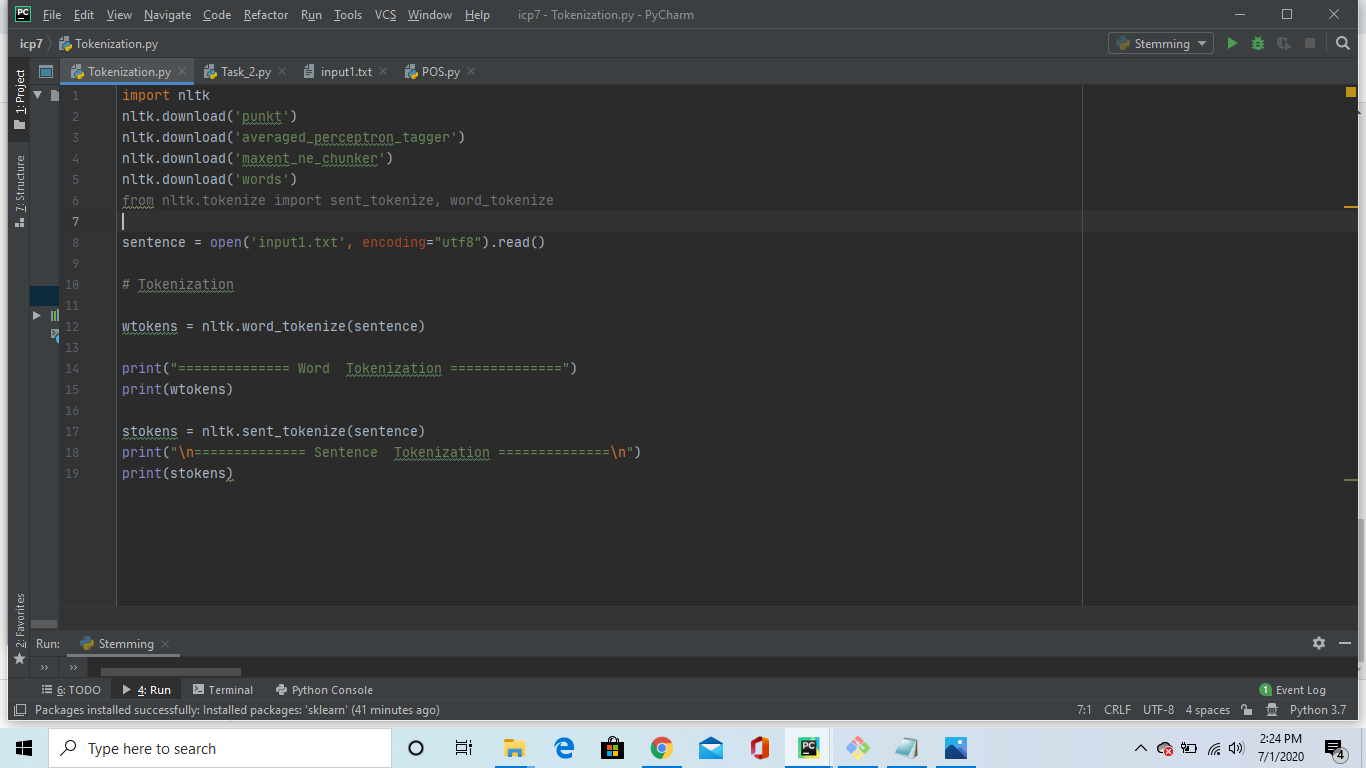 File Edit View Navigate Code Refactor Run Tools VCS Window Help icp7 - Tokenization.py - PyCharm
icp7 Tokenization.py Stemming
1: Project
Tokenization.py Task_2.py input1.txt POS.py
1 import nltk
2 nltk.download('punkt')
3 nltk.download('averaged_perceptron_tagger')
4 nltk.download('maxent_ne_chunker')
5 nltk.download('words')
6 from nltk.tokenize import sent_tokenize, word_tokenize
7
8 sentence = open('input1.txt', encoding="utf8").read()
9
10 # Tokenization
11
12 wtokens = nltk.word_tokenize(sentence)
13
14 print("============== Word  Tokenization ==============")
15 print(wtokens)
16
17 stokens = nltk.sent_tokenize(sentence)
18 print("\n============== Sentence  Tokenization ==============\n")
19 print(stokens)
7: Structure
2: Favorites
Run: Stemming
» »
6: TODO 4: Run Terminal Python Console 1 Event Log
Packages installed successfully: Installed packages: 'sklearn' (41 minutes ago) 7:1 CRLF UTF-8 4 spaces Python 3.7
Type here to search
2:24 PM
7/1/2020
4